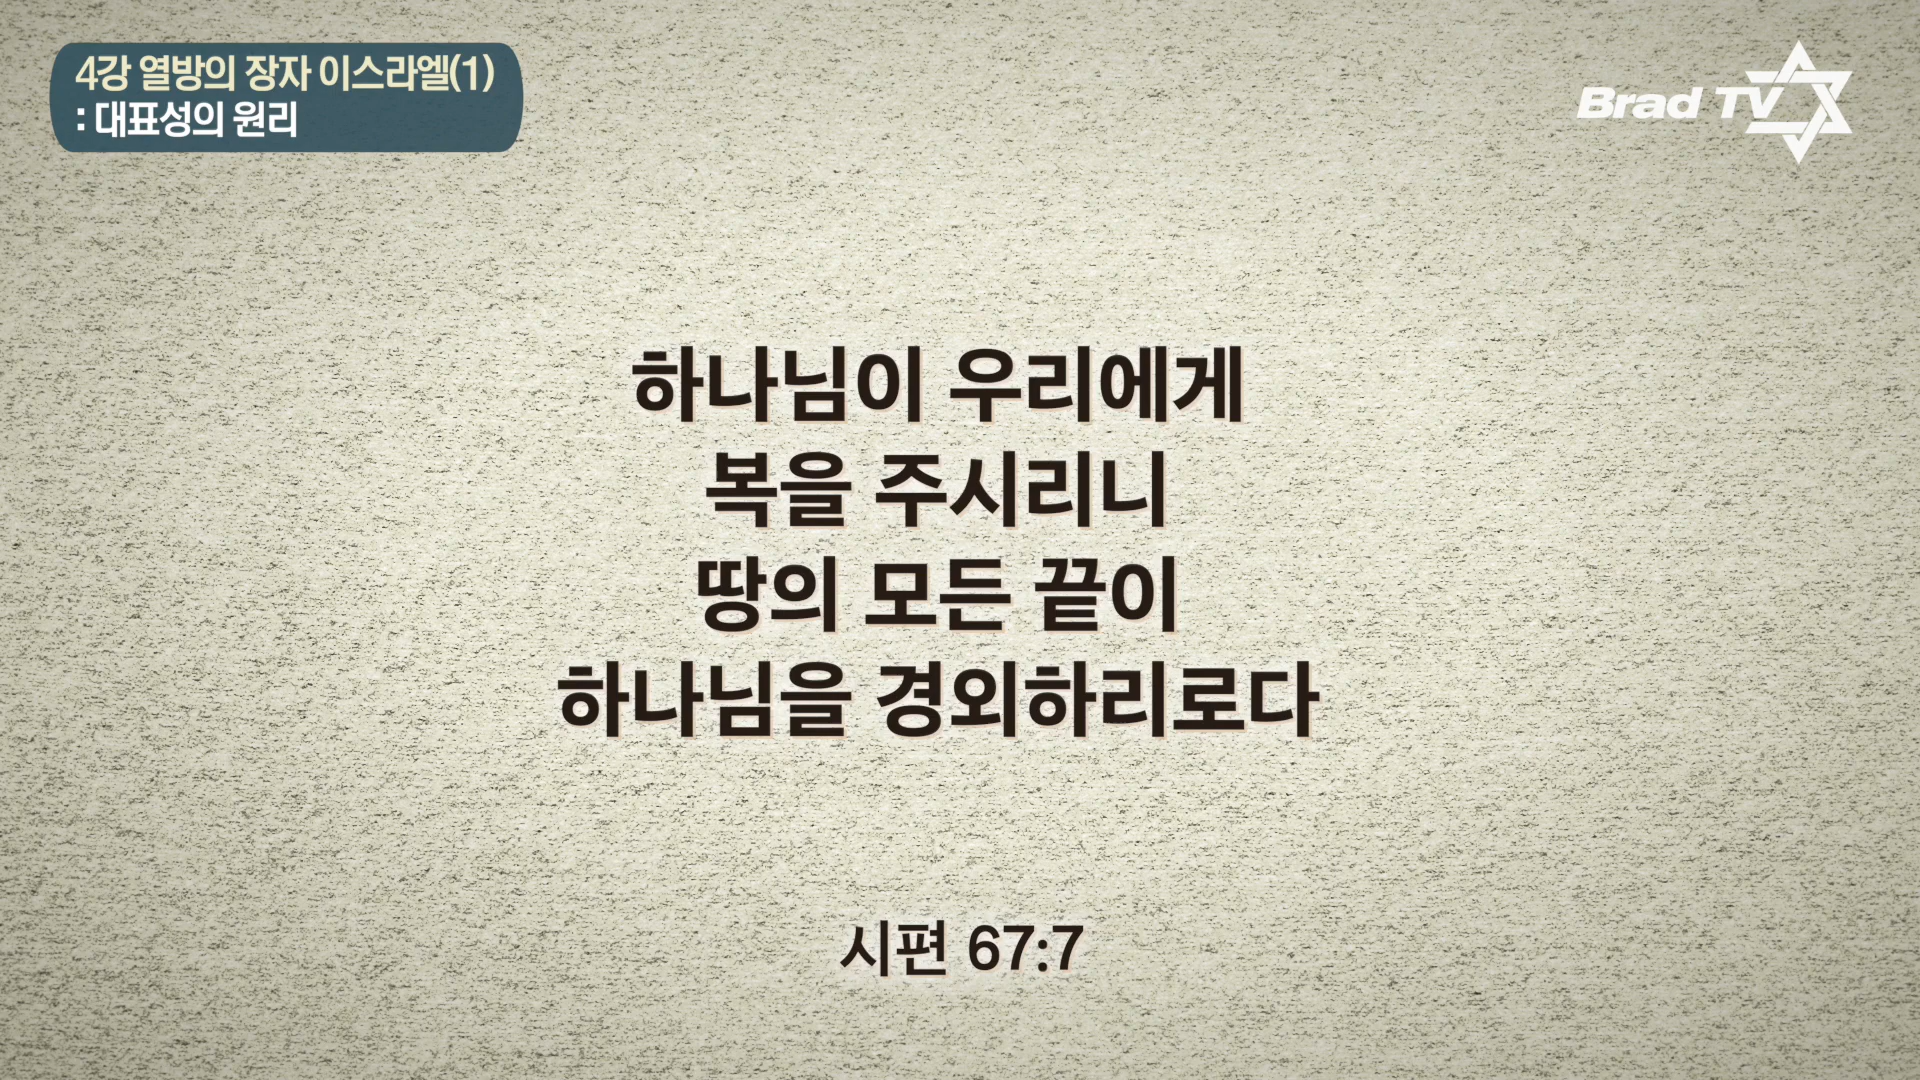 4강 열방의 장자 이스라엘(1)
: 대표성의 원리
Brad TV
하나님이 우리에게
복을 주시리니
땅의 모든 끝이
하나님을 경외하리로다
시편 67:7